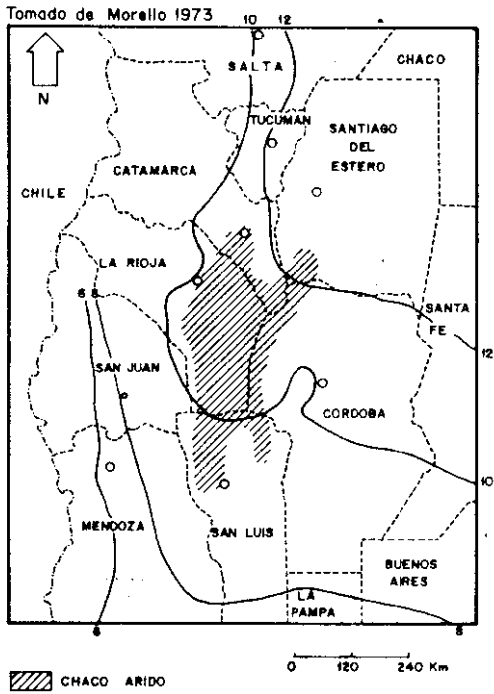 Tomado de Morello 1973
10 12
N
SALTA
CHACO
TUCUMAN
SANTIAGO
DEL
ESTERO
CATAMARCA
CHILE
LA RIOJA
6 8
SANTA
FE
12
SAN JUAN
CORDOBA
10
MENDOZA
SAN LUIS
BUENOS
AIRES
LA
PAMPA
6
8
CHACO ARIDO
0 120 240 Km